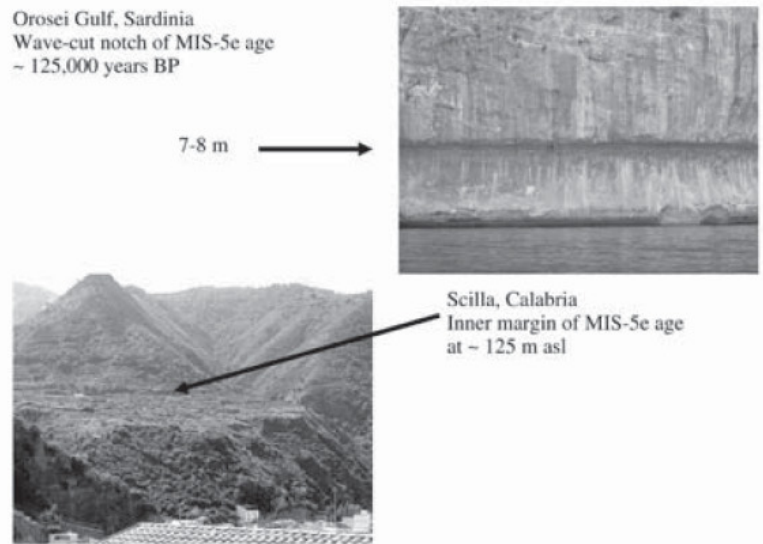 Orosei Gulf, Sardinia
Wave-cut notch of MIS-5e age
~ 125,000 years BP
7-8 m
Scilla, Calabria
Inner margin of MIS-5e age
at ~ 125 m asl